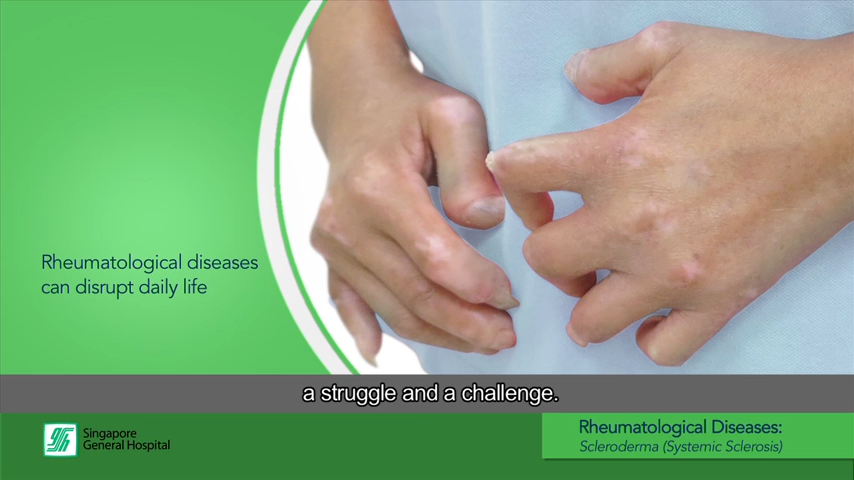 Rheumatological diseases
can disrupt daily life
a struggle and a challenge.
Singapore
General Hospital
Rheumatological Diseases:
Scleroderma (Systemic Sclerosis)